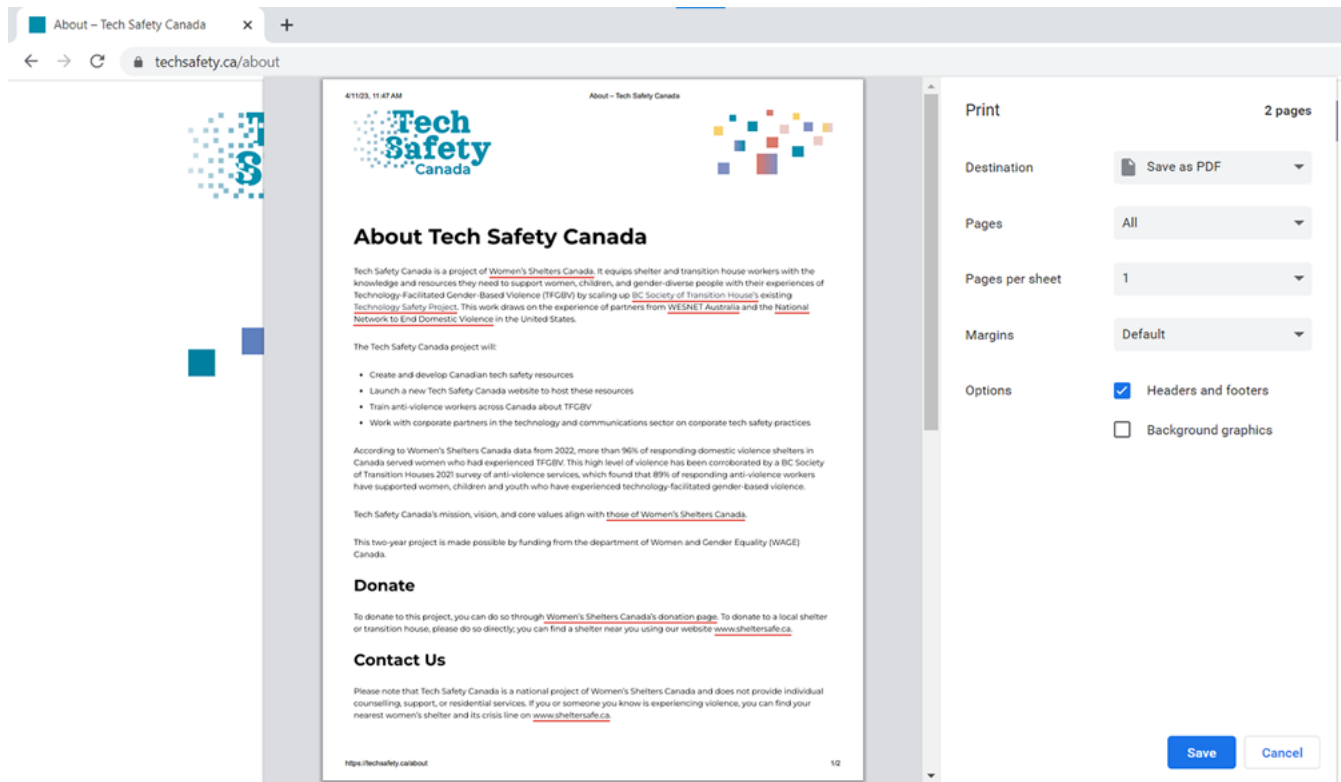 About – Tech Safety Canada
techsafety.ca/about
4/11/23, 11:47 AM
About – Tech Safety Canada
Tech
Safety
Canada
About Tech Safety Canada
Tech Safety Canada is a project of Women's Shelters Canada. It equips shelter and transition house workers with the
knowledge and resources they need to support women, children, and gender-diverse people with their experiences of
Technology-Facilitated Gender-Based Violence (TFGBV) by scaling up BC Society of Transition House's existing
Technology Safety Project. This work draws on the experience of partners from WESNET Australia and the National
Network to End Domestic Violence in the United States.
The Tech Safety Canada project will:
• Create and develop Canadian tech safety resources
• Launch a new Tech Safety Canada website to host these resources
• Train anti-violence workers across Canada about TFGBV
• Work with corporate partners in the technology and communications sector on corporate tech safety practices
According to Women's Shelters Canada data from 2022, more than 96% of responding domestic violence shelters in
Canada served women who had experienced TFGBV. This high level of violence has been corroborated by a BC Society
of Transition Houses 2021 survey of anti-violence services, which found that 89% of responding anti-violence workers
have supported women, children and youth who have experienced technology-facilitated gender-based violence.
Tech Safety Canada's mission, vision, and core values align with those of Women's Shelters Canada.
This two-year project is made possible by funding from the department of Women and Gender Equality (WAGE)
Canada.
Donate
To donate to this project, you can do so through Women's Shelters Canada's donation page. To donate to a local shelter
or transition house, please do so directly; you can find a shelter near you using our website www.sheltersafe.ca.
Contact Us
Please note that Tech Safety Canada is a national project of Women's Shelters Canada and does not provide individual
counselling, support, or residential services. If you or someone you know is experiencing violence, you can find your
nearest women's shelter and its crisis line on www.sheltersafe.ca.
https://techsafety.ca/about
1/2
Print
2 pages
Destination
Save as PDF
Pages
All
Pages per sheet
1
Margins
Default
Options
Headers and footers
Background graphics
Save
Cancel